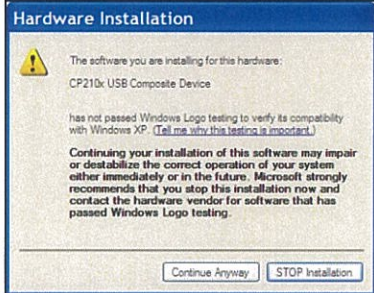 Hardware Installation
The software you are installing for this hardware:
CP210x USB Composite Device
has not passed Windows Logo testing to verify its compatibility
with Windows XP. (Tell me why this testing is important.)
Continuing your installation of this software may impair
or destabilize the correct operation of your system
either immediately or in the future. Microsoft strongly
recommends that you stop this installation now and
contact the hardware vendor for software that has
passed Windows Logo testing.
Continue Anyway
STOP Installation